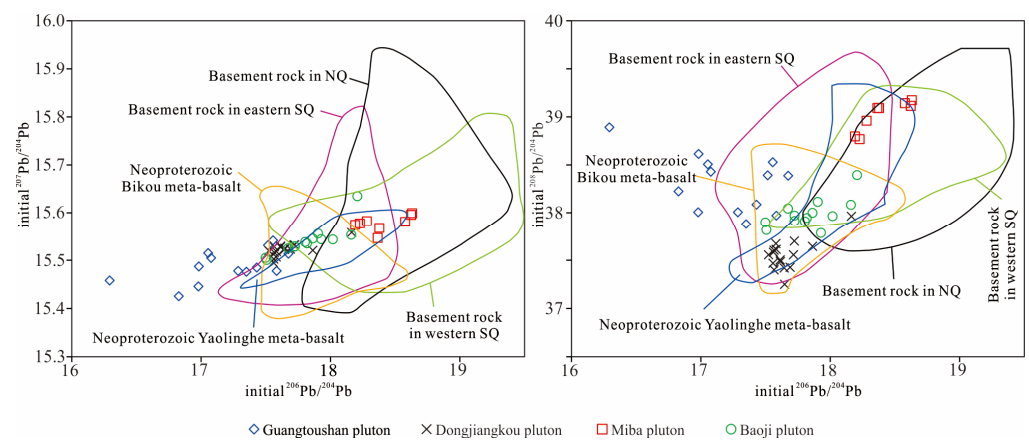 16.0
15.9
15.8
15.6
15.5
15.4
15.3
initial ²⁰⁷Pb/²⁰⁴Pb
Basement rock in NQ
Basement rock in eastern SQ
Neoproterozoic
Bikou meta-basalt
Neoproterozoic Yaolinghe meta-basalt
Basement rock
in western SQ
16 17 18 19
initial ²⁰⁶Pb/²⁰⁴Pb
40
39
38
37
initial ²⁰⁸Pb/²⁰⁴Pb
Basement rock in eastern SQ
Neoproterozoic
Bikou meta-basalt
Neoproterozoic Yaolinghe meta-basalt
Basement rock in NQ
Basement rock
in western SQ
16 17 18 19
initial ²⁰⁶Pb/²⁰⁴Pb
Guangtoushan pluton Dongjiangkou pluton Miba pluton Baoji pluton